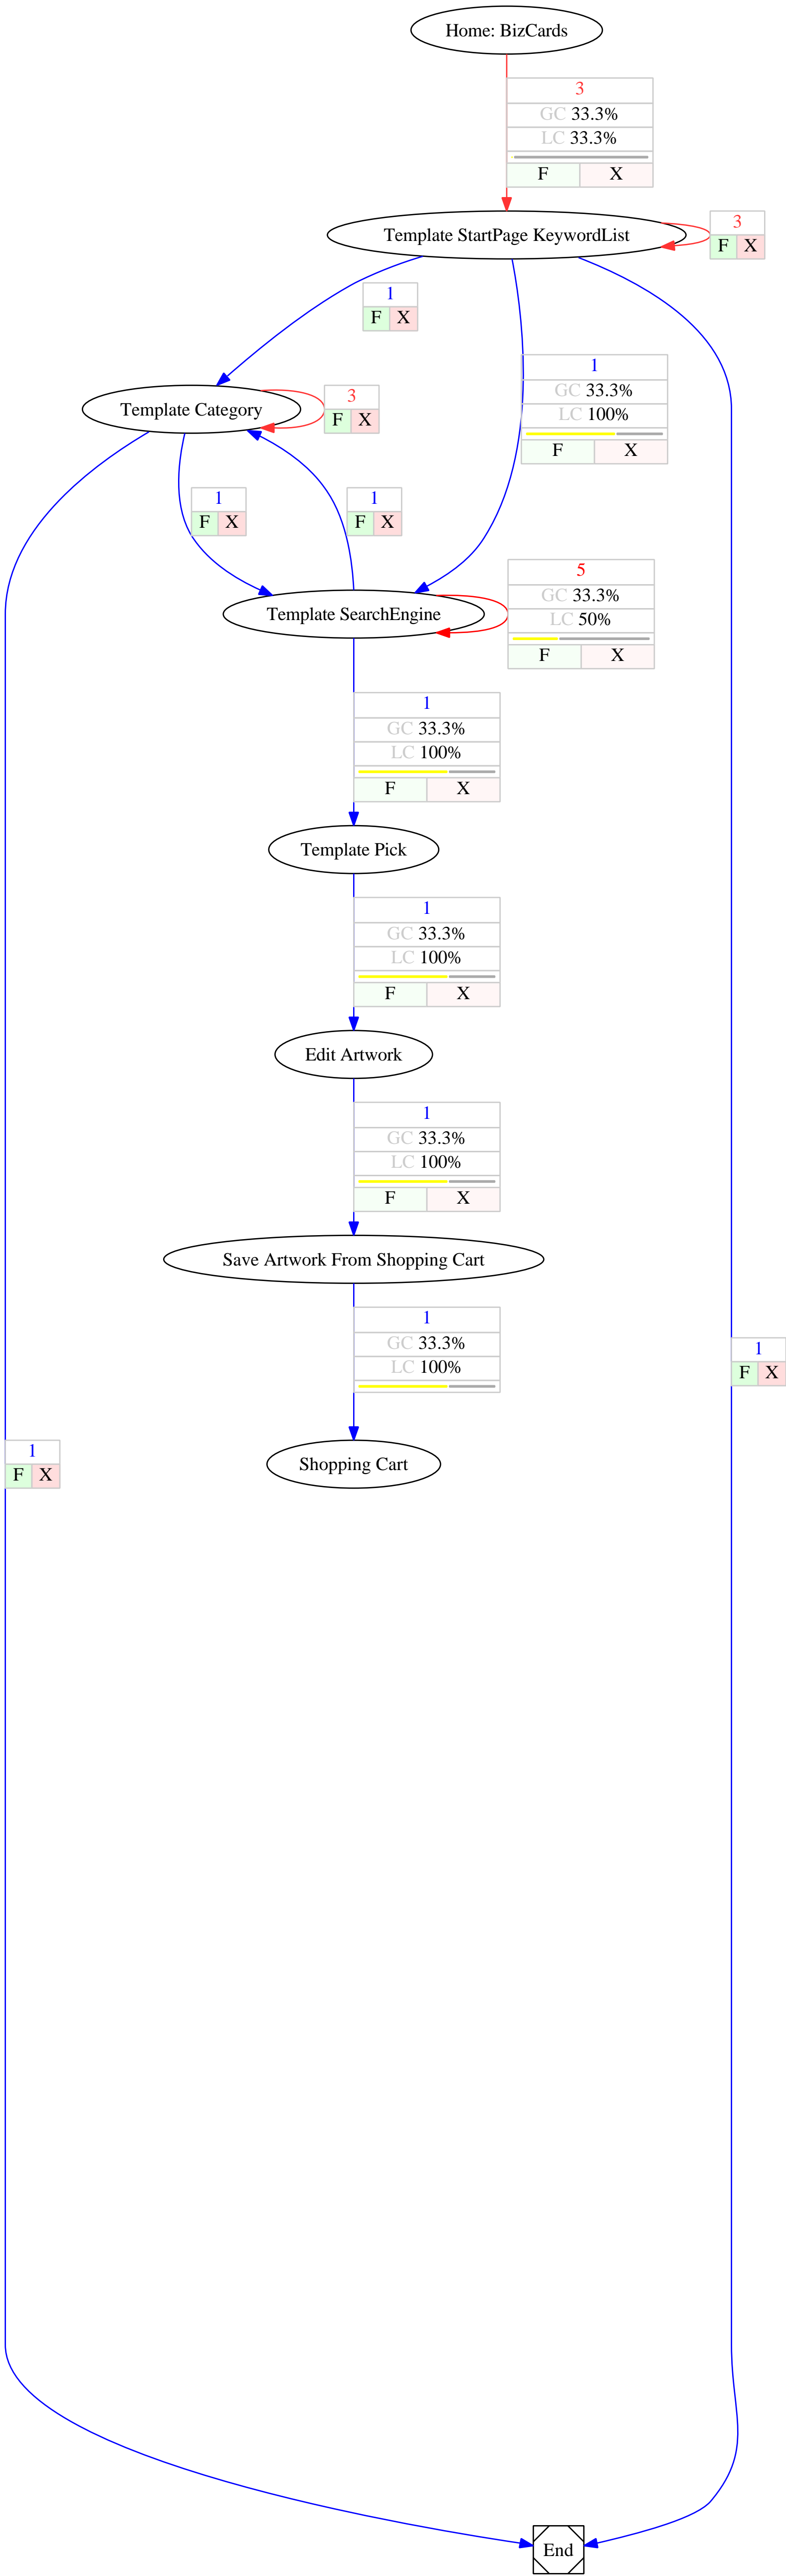 Home: BizCards
3
GC 33.3%
LC 33.3%
F X
Template StartPage KeywordList
3
F X
1
F X
1
GC 33.3%
LC 100%
F X
Template Category
3
F X
1
F X
1
F X
Template SearchEngine
5
GC 33.3%
LC 50%
F X
1
GC 33.3%
LC 100%
F X
Template Pick
1
GC 33.3%
LC 100%
F X
Edit Artwork
1
GC 33.3%
LC 100%
F X
Save Artwork From Shopping Cart
1
GC 33.3%
LC 100%
1
F X
Shopping Cart
1
F X
End